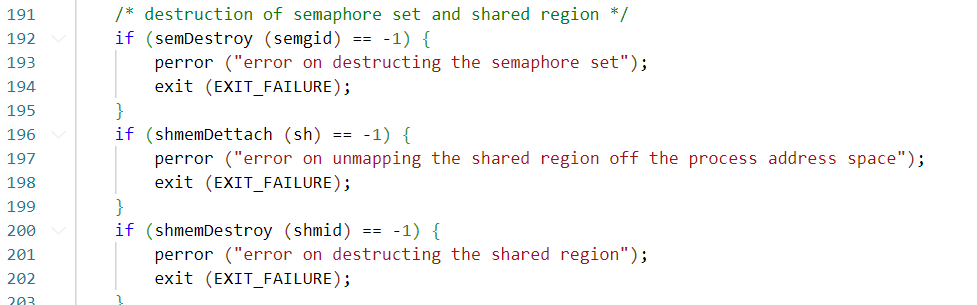 191 /* destruction of semaphore set and shared region */
192 if (semDestroy (semgid) == -1) {
193 perror ("error on destructing the semaphore set");
194 exit (EXIT_FAILURE);
195 }
196 if (shmemDettach (sh) == -1) {
197 perror ("error on unmapping the shared region off the process address space");
198 exit (EXIT_FAILURE);
199 }
200 if (shmemDestroy (shmid) == -1) {
201 perror ("error on destructing the shared region");
202 exit (EXIT_FAILURE);
203 }